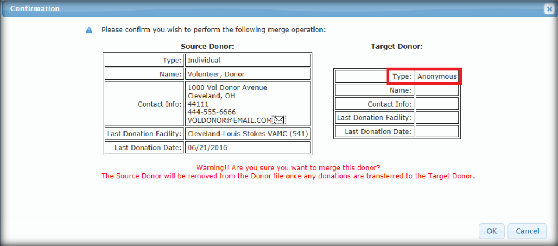 Confirmation
Please confirm you wish to perform the following merge operation:
Source Donor:
Type: Individual
Name: Volunteer, Donor
Contact Info: 1000 Vol Donor Avenue
Cleveland, OH
44111
444-555-6666
VOLDONOR@EMAIL.COM
Last Donation Facility: Cleveland-Louis Stokes VAMC (541)
Last Donation Date: 06/21/2016
Target Donor:
Type: Anonymous
Name:
Contact Info:
Last Donation Facility:
Last Donation Date:
Warning!! Are you sure you want to merge this donor?
The Source Donor will be removed from the Donor file once any donations are transferred to the Target Donor.
OK
Cancel